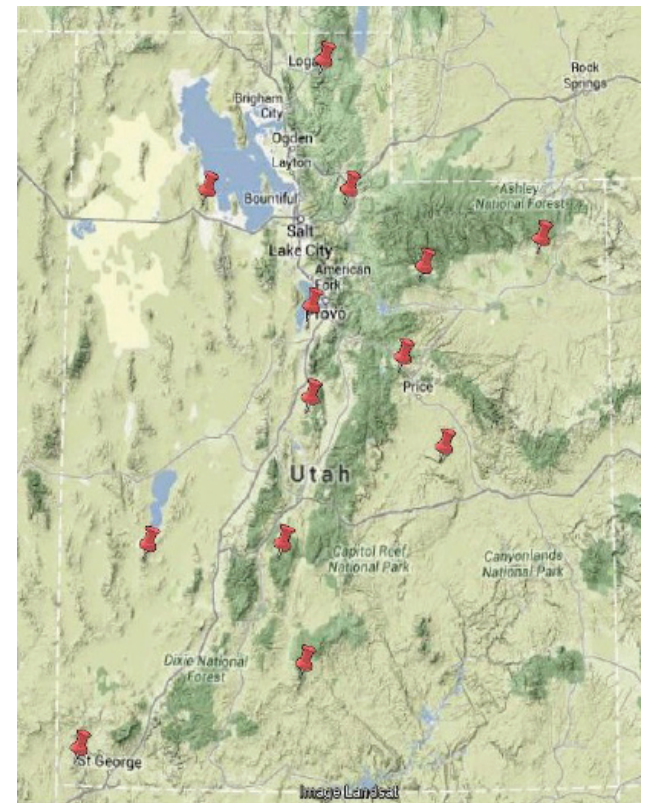 Logan
Rock
Springs
Brigham
City
Ogden
Layton
Ashley
National Forest
Bountiful
Salt
Lake City
American
Fork
Provo
Price
Utah
Capitol Reef
National Park
Canyonlands
National Park
Dixie National
Forest
St George
Image Landsat